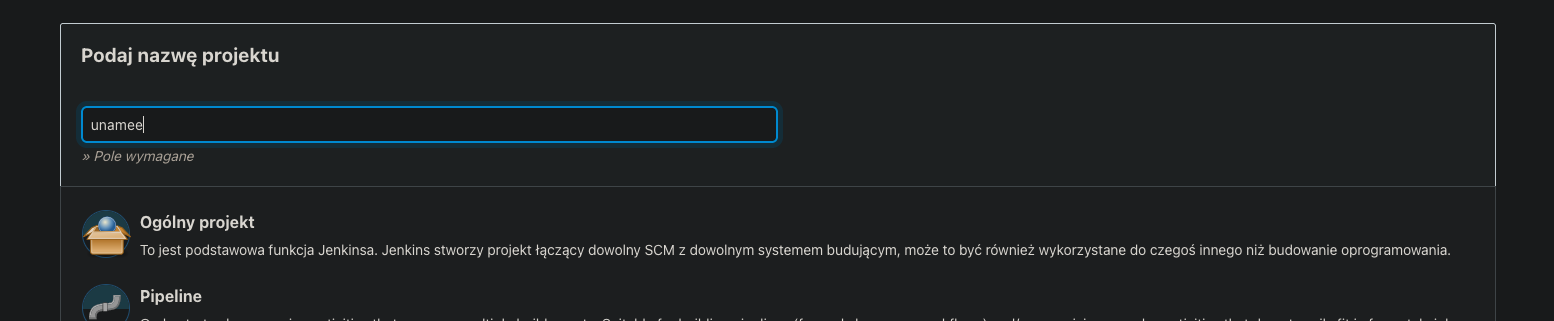 Podaj nazwę projektu
unamee
» Pole wymagane
Ogólny projekt
To jest podstawowa funkcja Jenkinsa. Jenkins stworzy projekt łączący dowolny SCM z dowolnym systemem budującym, może to być również wykorzystane do czegoś innego niż budowanie oprogramowania.
Pipeline